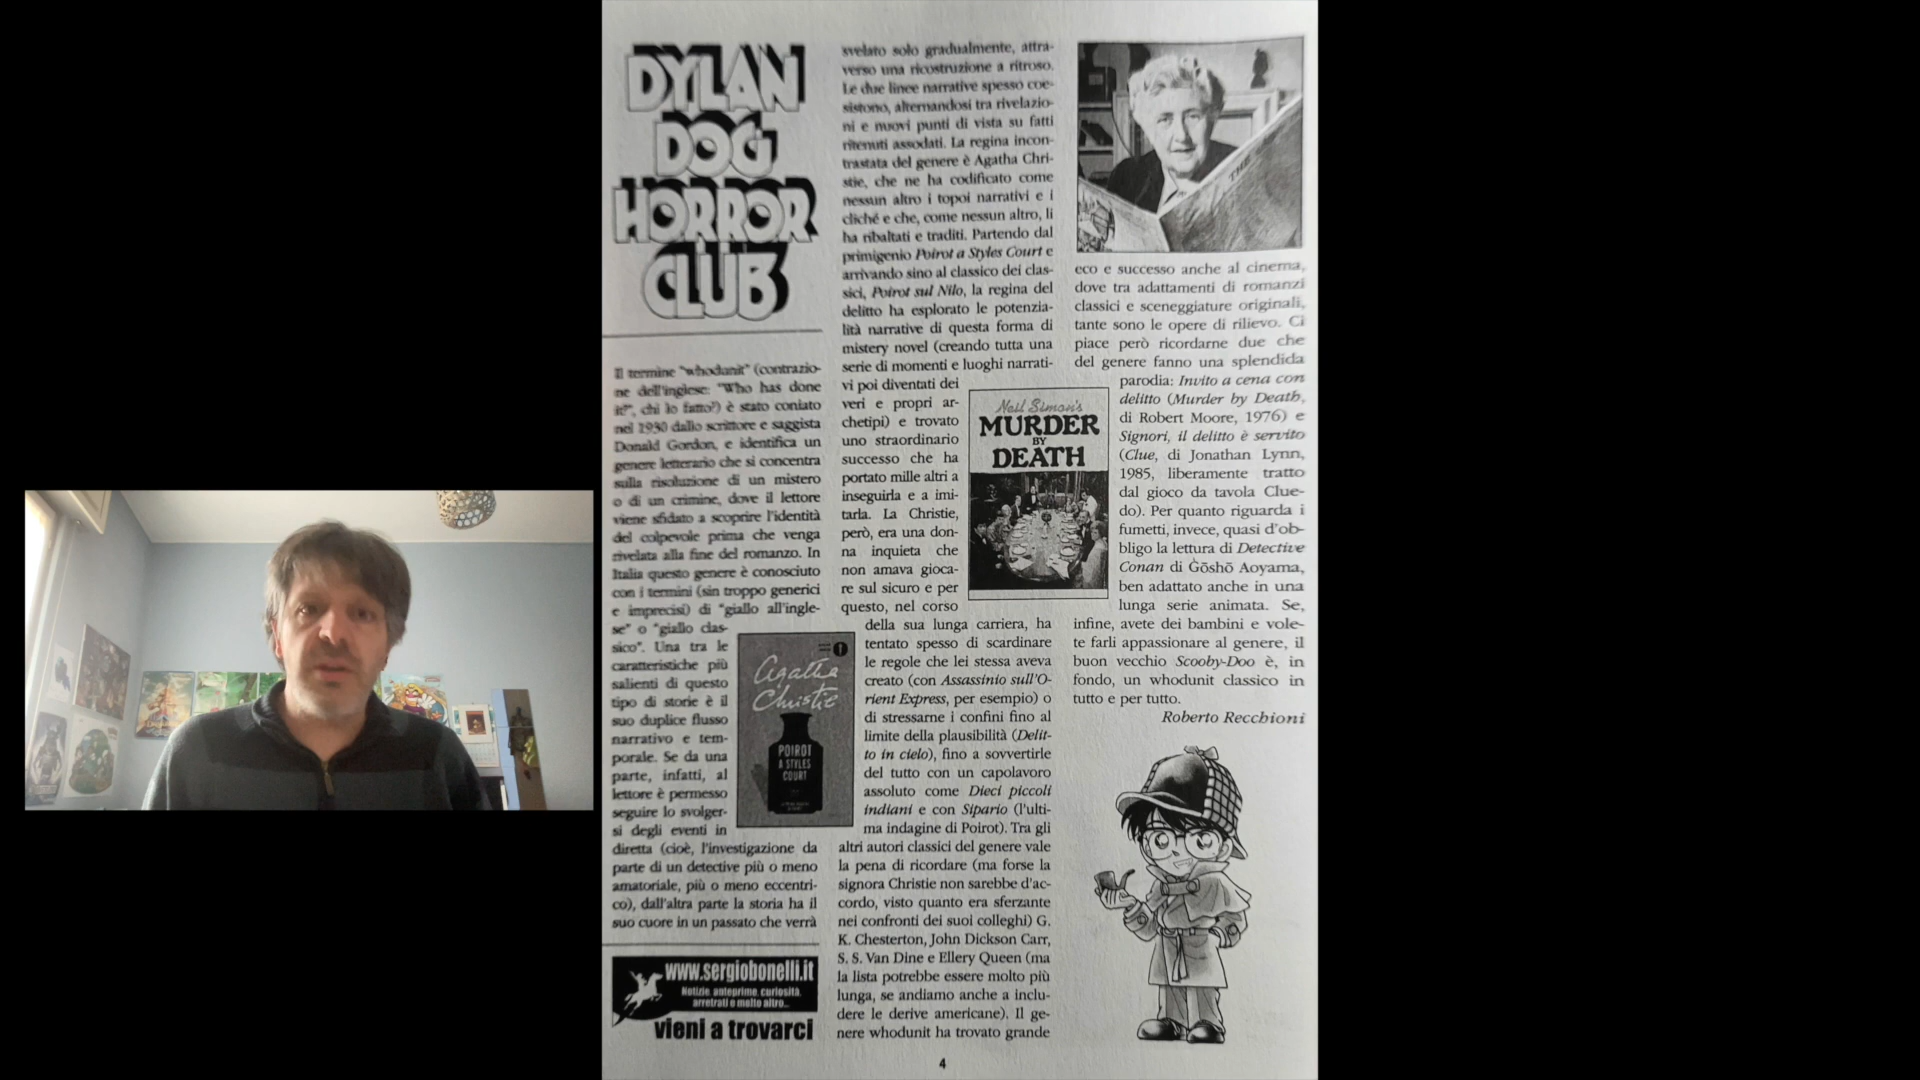 DYLAN
DOG
HORROR
CLUB
Il termine "whodunit" (contrazio-
ne dell'inglese: "Who has done
it?", chi lo fatto?) è stato coniato
nel 1930 dallo scrittore e saggista
Donald Gordon, e identifica un
genere letterario che si concentra
sulla risoluzione di un mistero
o di un crimine, dove il lettore
viene sfidato a scoprire l'identità
del colpevole prima che venga
rivelata alla fine del romanzo. In
Italia questo genere è conosciuto
con i termini (sin troppo generici
e imprecisi) di "giallo all'ingle-
se" o "giallo clas-
sico". Una tra le
caratteristiche più
salienti di questo
tipo di storie è il
suo duplice flusso
narrativo e tem-
porale. Se da una
parte, infatti, al
lettore è permesso
seguire lo svolger-
si degli eventi in
diretta (cioè, l'investigazione da
parte di un detective più o meno
amatoriale, più o meno eccentri-
co), dall'altra parte la storia ha il
suo cuore in un passato che verrà
www.sergiobonelli.it
Notizie, anteprime, curiosità,
arretrati e molto altro...
vieni a trovarci
svelato solo gradualmente, attra-
verso una ricostruzione a ritroso.
Le due linee narrative spesso coe-
sistono, alternandosi tra rivelazio-
ni e nuovi punti di vista su fatti
ritenuti assodati. La regina incon-
trastata del genere è Agatha Chri-
stie, che ne ha codificato come
nessun altro i topoi narrativi e i
cliché e che, come nessun altro, li
ha ribaltati e traditi. Partendo dal
primigenio Poirot a Styles Court e
arrivando sino al classico dei clas-
sici, Poirot sul Nilo, la regina del
delitto ha esplorato le potenzia-
lità narrative di questa forma di
mistery novel (creando tutta una
serie di momenti e luoghi narrati-
vi poi diventati dei
veri e propri ar-
chetipi) e trovato
uno straordinario
successo che ha
portato mille altri a
inseguirla e a imi-
tarla. La Christie,
però, era una don-
na inquieta che
non amava gioca-
re sul sicuro e per
questo, nel corso
della sua lunga carriera, ha
tentato spesso di scardinare
le regole che lei stessa aveva
creato (con Assassinio sull'O-
rient Express, per esempio) o
di stressarne i confini fino al
limite della plausibilità (Delit-
to in cielo), fino a sovvertirle
del tutto con un capolavoro
assoluto come Dieci piccoli
indiani e con Sipario (l'ulti-
ma indagine di Poirot). Tra gli
altri autori classici del genere vale
la pena di ricordare (ma forse la
signora Christie non sarebbe d'ac-
cordo, visto quanto era sferzante
nei confronti dei suoi colleghi) G.
K. Chesterton, John Dickson Carr,
S. S. Van Dine e Ellery Queen (ma
la lista potrebbe essere molto più
lunga, se andiamo anche a inclu-
dere le derive americane). Il ge-
nere whodunit ha trovato grande
Agatha
Christie
POIROT
A STYLES
COURT
Neil Simon's
MURDER
BY
DEATH
THE
eco e successo anche al cinema,
dove tra adattamenti di romanzi
classici e sceneggiature originali,
tante sono le opere di rilievo. Ci
piace però ricordarne due che
del genere fanno una splendida
parodia: Invito a cena con
delitto (Murder by Death,
di Robert Moore, 1976) e
Signori, il delitto è servito
(Clue, di Jonathan Lynn,
1985, liberamente tratto
dal gioco da tavola Clue-
do). Per quanto riguarda i
fumetti, invece, quasi d'ob-
bligo la lettura di Detective
Conan di Gōshō Aoyama,
ben adattato anche in una
lunga serie animata. Se,
infine, avete dei bambini e vole-
te farli appassionare al genere, il
buon vecchio Scooby-Doo è, in
fondo, un whodunit classico in
tutto e per tutto.
Roberto Recchioni
4